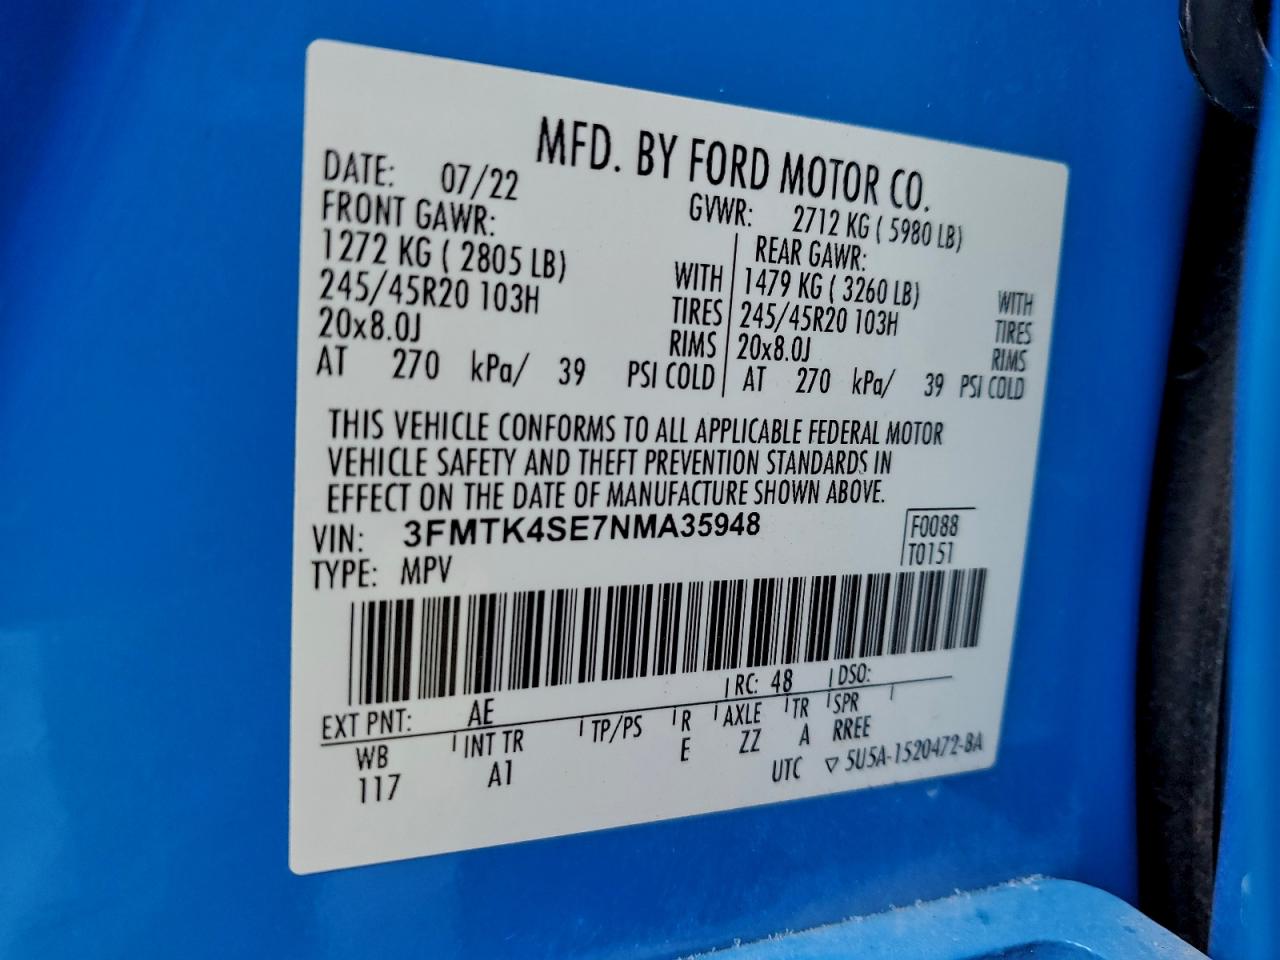 MFD. BY FORD MOTOR CO.
DATE: 07/22 GVWR: 2712 KG ( 5980 LB)
FRONT GAWR: REAR GAWR:
1272 KG ( 2805 LB) WITH 1479 KG ( 3260 LB) WITH
245/45R20 103H TIRES 245/45R20 103H TIRES
20x8.0J RIMS 20x8.0J RIMS
AT 270 kPa/ 39 PSI COLD AT 270 kPa/ 39 PSI COLD
THIS VEHICLE CONFORMS TO ALL APPLICABLE FEDERAL MOTOR
VEHICLE SAFETY AND THEFT PREVENTION STANDARDS IN
EFFECT ON THE DATE OF MANUFACTURE SHOWN ABOVE.
VIN: 3FMTK4SE7NMA35948 F0088
TYPE: MPV T0151
EXT PNT: AE RC: 48 DSO:
WB INT TR TP/PS R AXLE TR SPR
117 A1 E ZZ A RREE
UTC ▽ 5U5A-1520472-BA